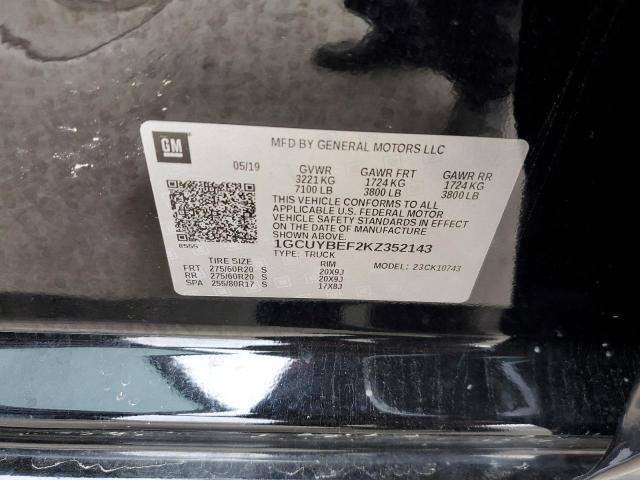 GM
MFD BY GENERAL MOTORS LLC
05/19
GVWR GAWR FRT GAWR RR
3221 KG 1724 KG 1724 KG
7100 LB 3800 LB 3800 LB
THIS VEHICLE CONFORMS TO ALL
APPLICABLE U.S. FEDERAL MOTOR
VEHICLE SAFETY STANDARDS IN EFFECT
ON THE DATE OF MANUFACTURE
SHOWN ABOVE.
1GCUYBEF2KZ352143
8555
TYPE: TRUCK
MODEL: 23CK10743
TIRE SIZE RIM
FRT 275/60R20 S 20X9J
RR 275/60R20 S 20X9J
SPA 255/80R17 S 17X8J